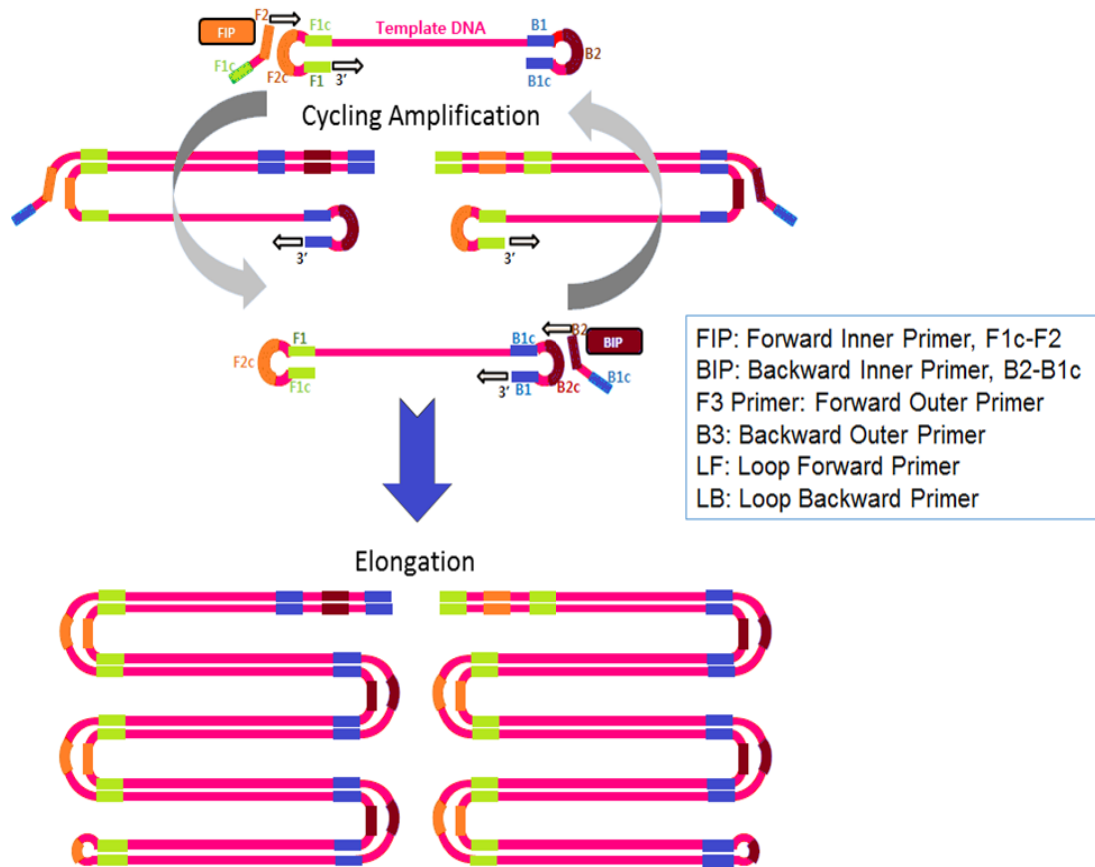 F2
FIP
F1c
Template DNA
B1
B2
F1c
F2c
F1
3'
B1c
Cycling Amplification
3'
3'
F1
B1c
B2
BIP
F2c
F1c
3'
B1
B2c
B1c
FIP: Forward Inner Primer, F1c-F2
BIP: Backward Inner Primer, B2-B1c
F3 Primer: Forward Outer Primer
B3: Backward Outer Primer
LF: Loop Forward Primer
LB: Loop Backward Primer
Elongation